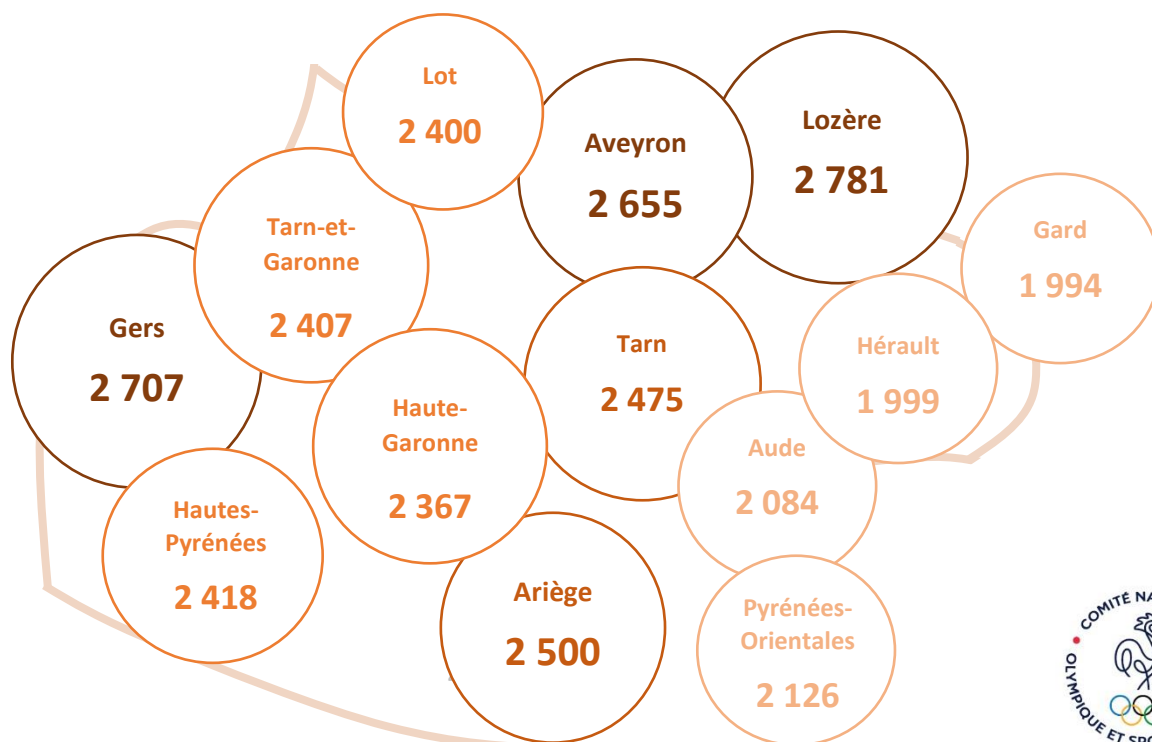 Lot
2 400
Aveyron
2 655
Lozère
2 781
Tarn-et-
Garonne
2 407
Gard
1 994
Gers
2 707
Tarn
2 475
Hérault
1 999
Haute-
Garonne
2 367
Aude
2 084
Hautes-
Pyrénées
2 418
Ariège
2 500
Pyrénées-
Orientales
2 126
COMITÉ
OLYMPIQUE ET